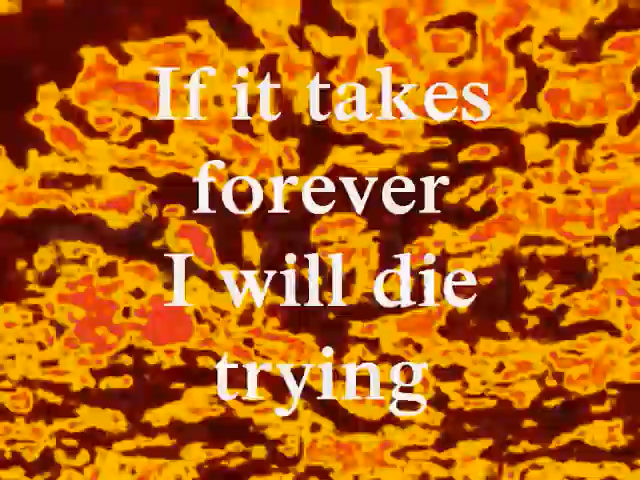 If it takes
forever
I will die
trying